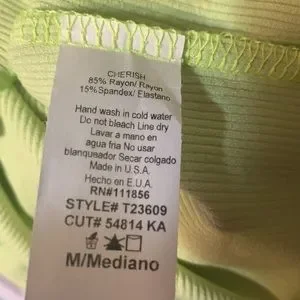 CHERISH
85% Rayon/ Rayon
15%Spandex/ Elastano
Hand wash in cold water
Do not bleach Line dry
Lavar a mano en
agua fria No usar
blanqueador Secar colgado
Made in U.S.A.
Hecho en E.U.A.
RN#111856
STYLE# T23609
CUT# 54814 KA
M/Mediano